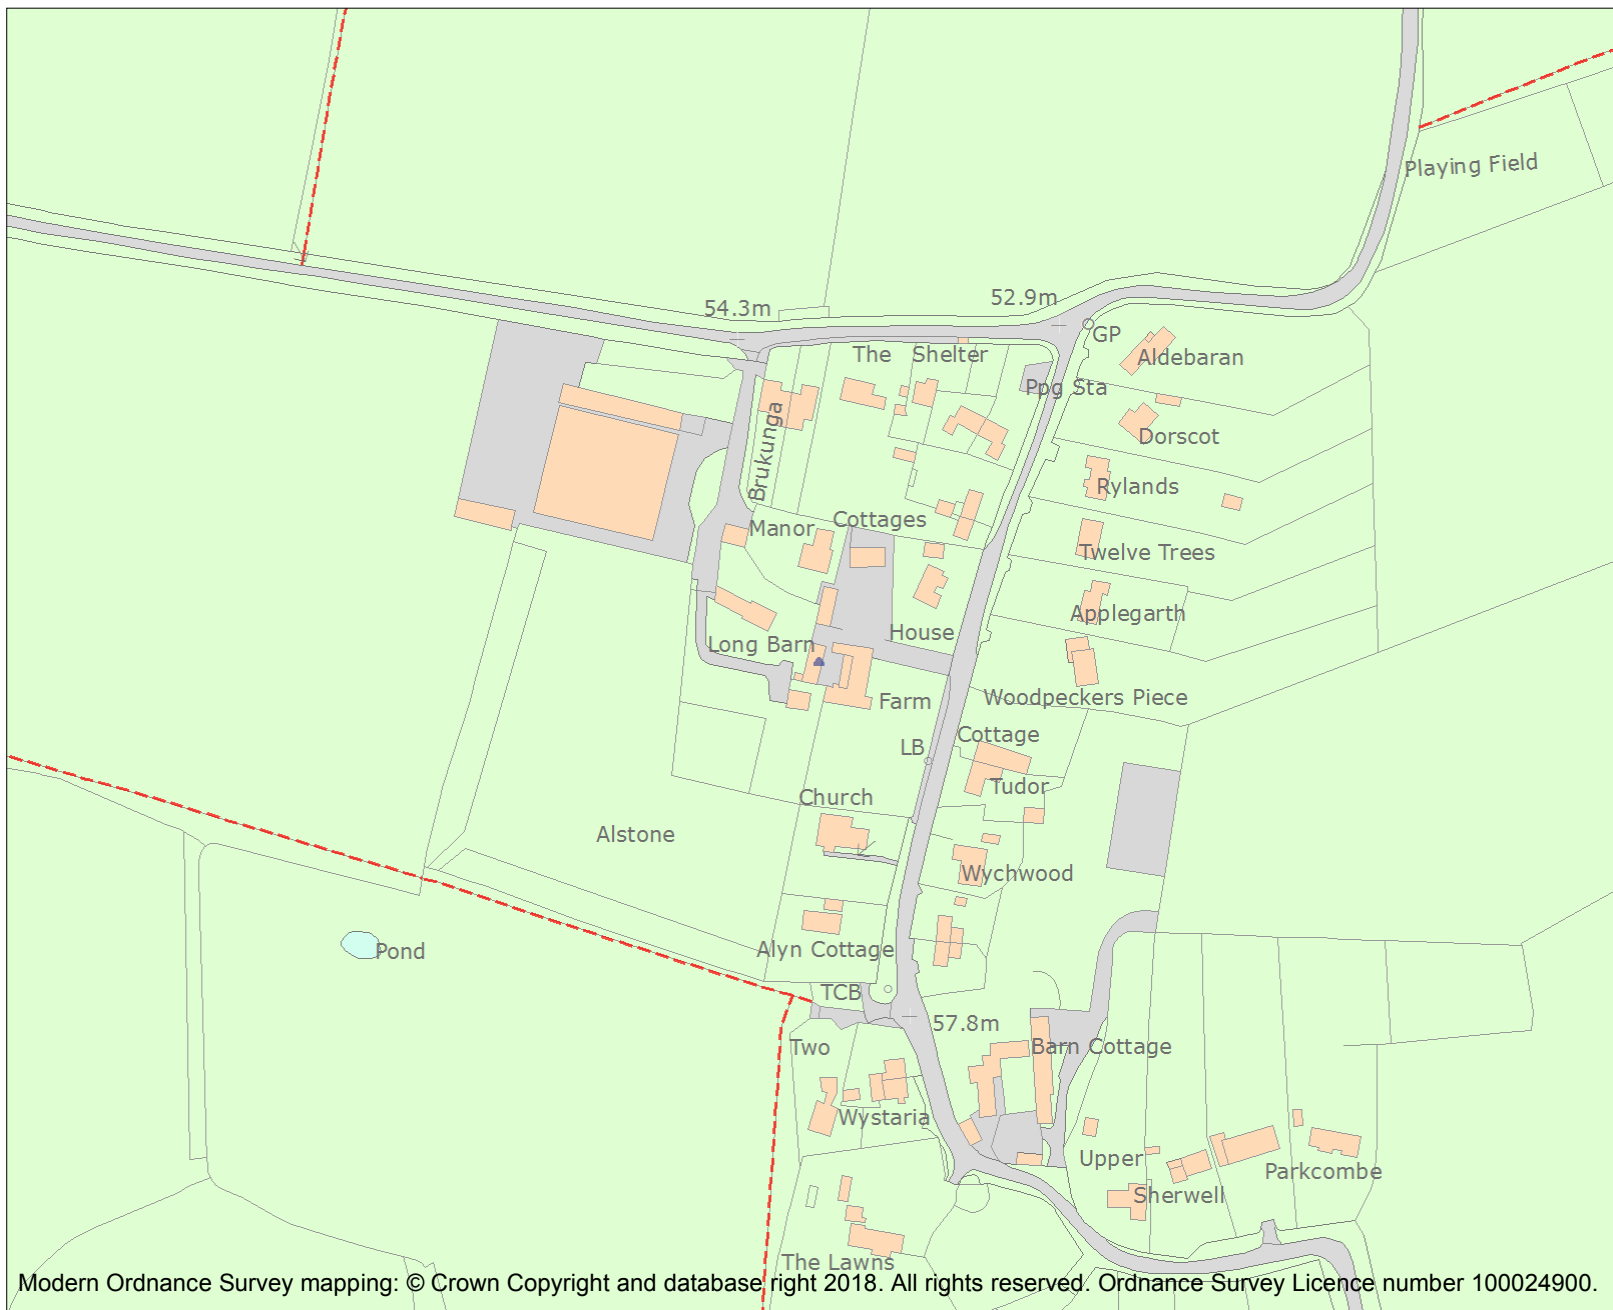 Playing Field
52.9m
54.3m
GP
The Shelter
Aldebaran
Ppg Sta
Dorscot
Brukunga
Rylands
Manor
Cottages
Twelve Trees
Applegarth
House
Long Barn
Woodpeckers Piece
Farm
Cottage
LB
Tudor
Church
Alstone
Wychwood
Pond
Alyn Cottage
TCB
57.8m
Two
Barn Cottage
Wystaria
Upper
Parkcombe
Sherwell
The Lawns
Modern Ordnance Survey mapping: © Crown Copyright and database right 2018. All rights reserved. Ordnance Survey Licence number 100024900.